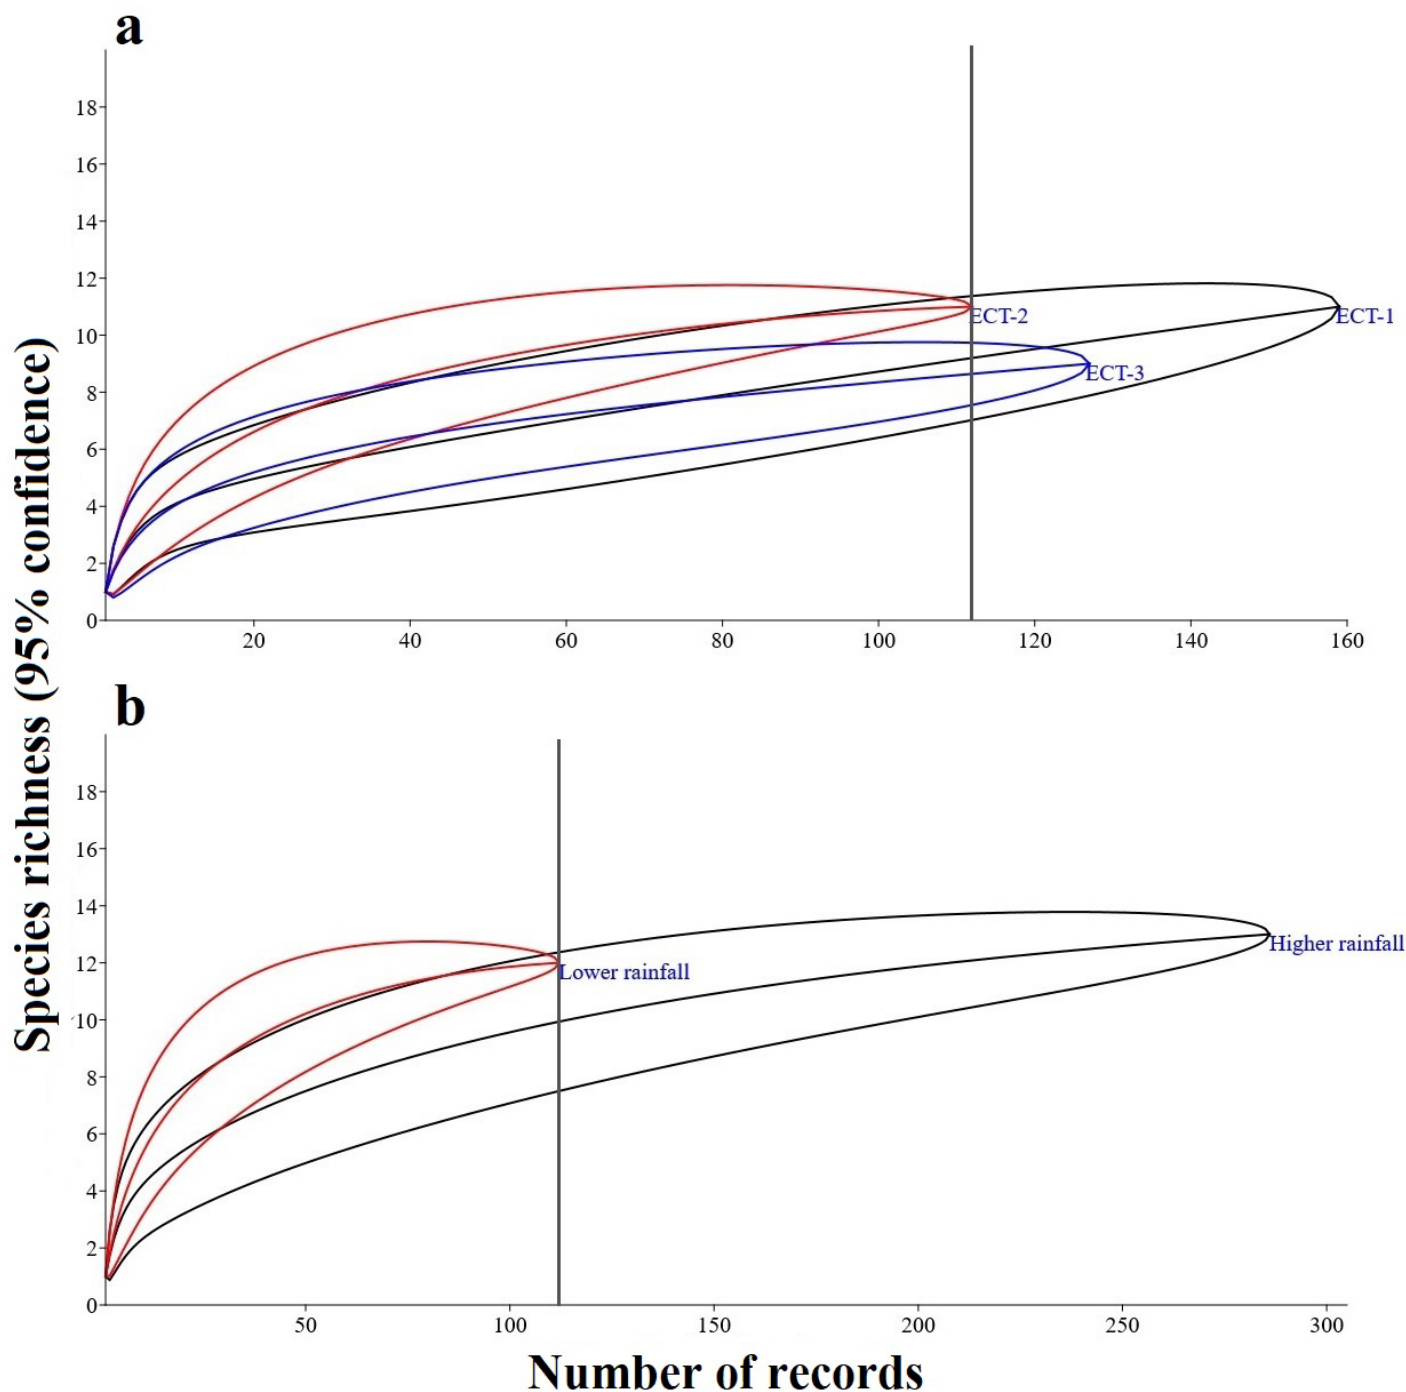 a
18
16
14
12
10
8
6
4
2
0
20 40 60 80 100 120 140 160
ECT-2
ECT-1
ECT-3
Species richness (95% confidence)
b
18
16
14
12
10
8
6
4
2
0
50 100 150 200 250 300
Higher rainfall
Lower rainfall
Number of records